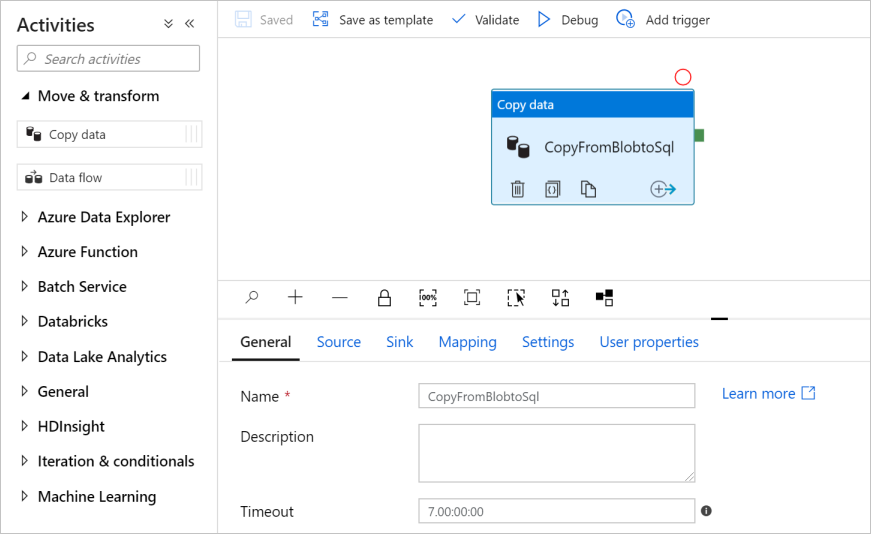 Activities
Search activities
Move & transform
Copy data
Data flow
Azure Data Explorer
Azure Function
Batch Service
Databricks
Data Lake Analytics
General
HDInsight
Iteration & conditionals
Machine Learning
Saved Save as template Validate Debug Add trigger
Copy data
CopyFromBlobtoSql
100%
General Source Sink Mapping Settings User properties
Name * CopyFromBlobtoSql Learn more
Description
Timeout 7.00:00:00